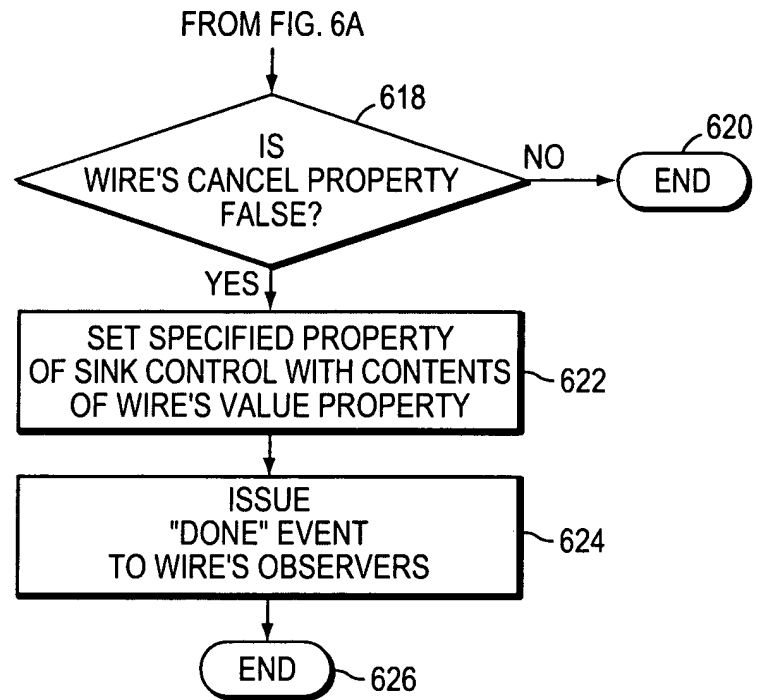 FROM FIG. 6A
618
IS
WIRE'S CANCEL PROPERTY
FALSE?
NO
620
END
YES
SET SPECIFIED PROPERTY
OF SINK CONTROL WITH CONTENTS
OF WIRE'S VALUE PROPERTY
622
ISSUE
"DONE" EVENT
TO WIRE'S OBSERVERS
624
END
626